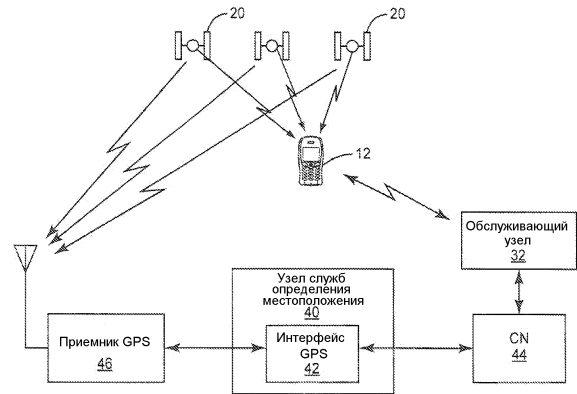 20
20
12
Обслуживающий
узел
32
Узел служб
определения
местоположения
40
Приемник GPS
46
Интерфейс
GPS
42
CN
44